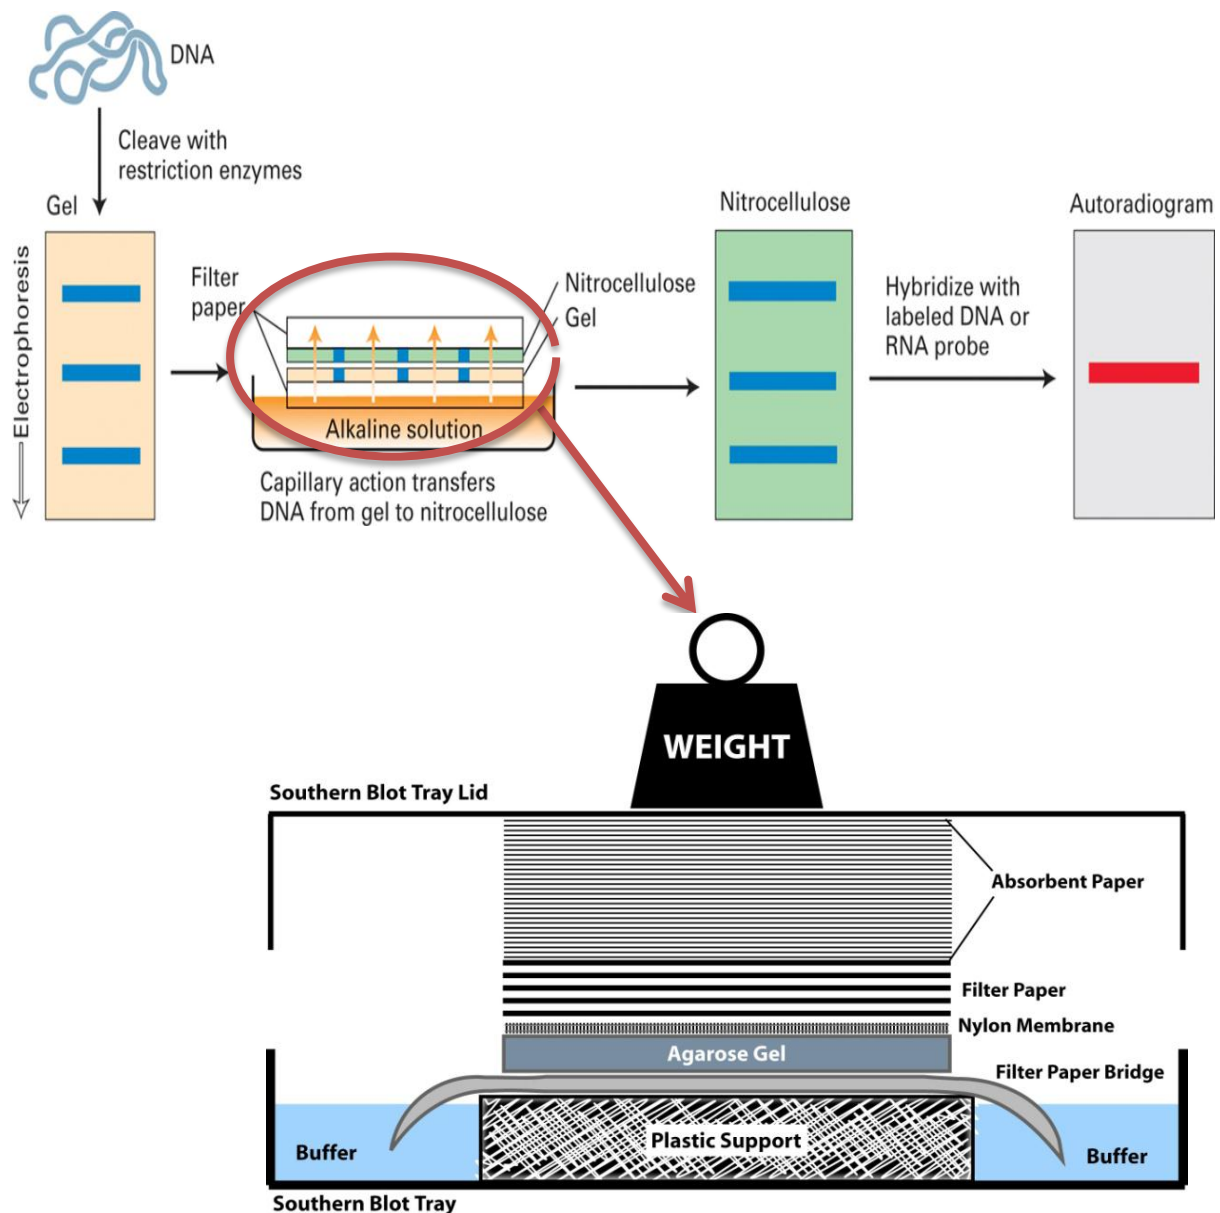 DNA
Cleave with
restriction enzymes
Gel
Electrophoresis
Filter
paper
Nitrocellulose
Gel
Alkaline solution
Capillary action transfers
DNA from gel to nitrocellulose
Nitrocellulose
Hybridize with
labeled DNA or
RNA probe
Autoradiogram
WEIGHT
Southern Blot Tray Lid
Absorbent Paper
Filter Paper
Nylon Membrane
Agarose Gel
Filter Paper Bridge
Plastic Support
Buffer
Buffer
Southern Blot Tray